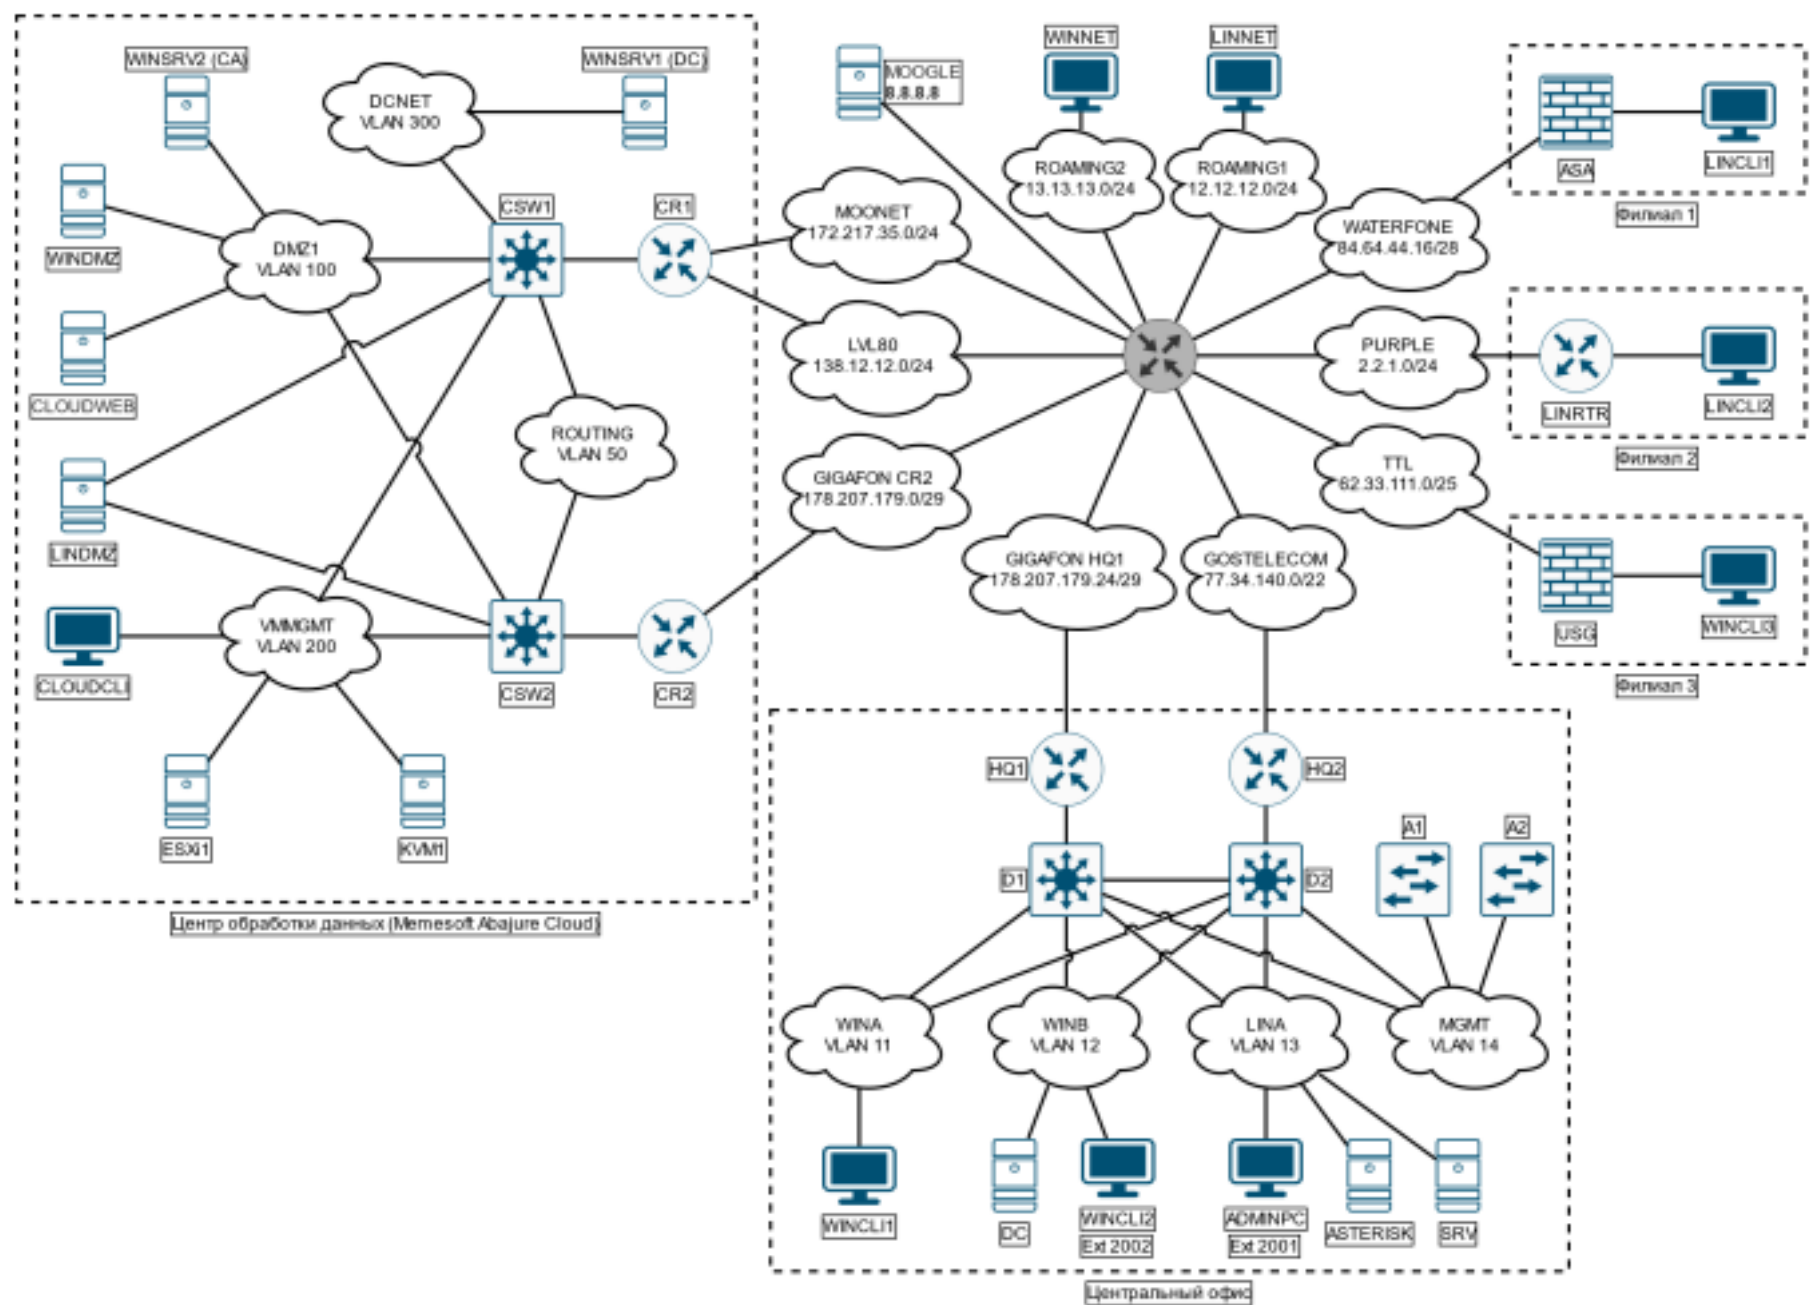 WINSRV2 (CA)
WINSRV1 (DC)
DCNET
VLAN 300
WINDMZ
DMZ1
VLAN 100
CSW1
CR1
CLOUDWEB
ROUTING
VLAN 50
LINDMZ
CLOUDCLI
VMMGMT
VLAN 200
CSW2
CR2
ESXi1
KVM1
Центр обработки данных (Memesoft Abajure Cloud)
MOOGLE
8.8.8.8
WINNET
LINNET
ROAMING2
13.13.13.0/24
ROAMING1
12.12.12.0/24
MOONET
172.217.35.0/24
LVL80
138.12.12.0/24
GIGAFON CR2
178.207.179.0/29
GIGAFON HQ1
178.207.179.24/29
GOSTELECOM
77.34.140.0/22
WATERFONE
84.64.44.16/28
PURPLE
2.2.1.0/24
TTL
62.33.111.0/25
ASA
LINCLI1
Филиал 1
LINRTR
LINCLI2
Филиал 2
USG
WINCLI3
Филиал 3
HQ1
HQ2
D1
D2
A1
A2
WINA
VLAN 11
WINB
VLAN 12
LINA
VLAN 13
MGMT
VLAN 14
WINCLI1
DC
WINCLI2
Ext 2002
ADMINPC
Ext 2001
ASTERISK
SRV
Центральный офис